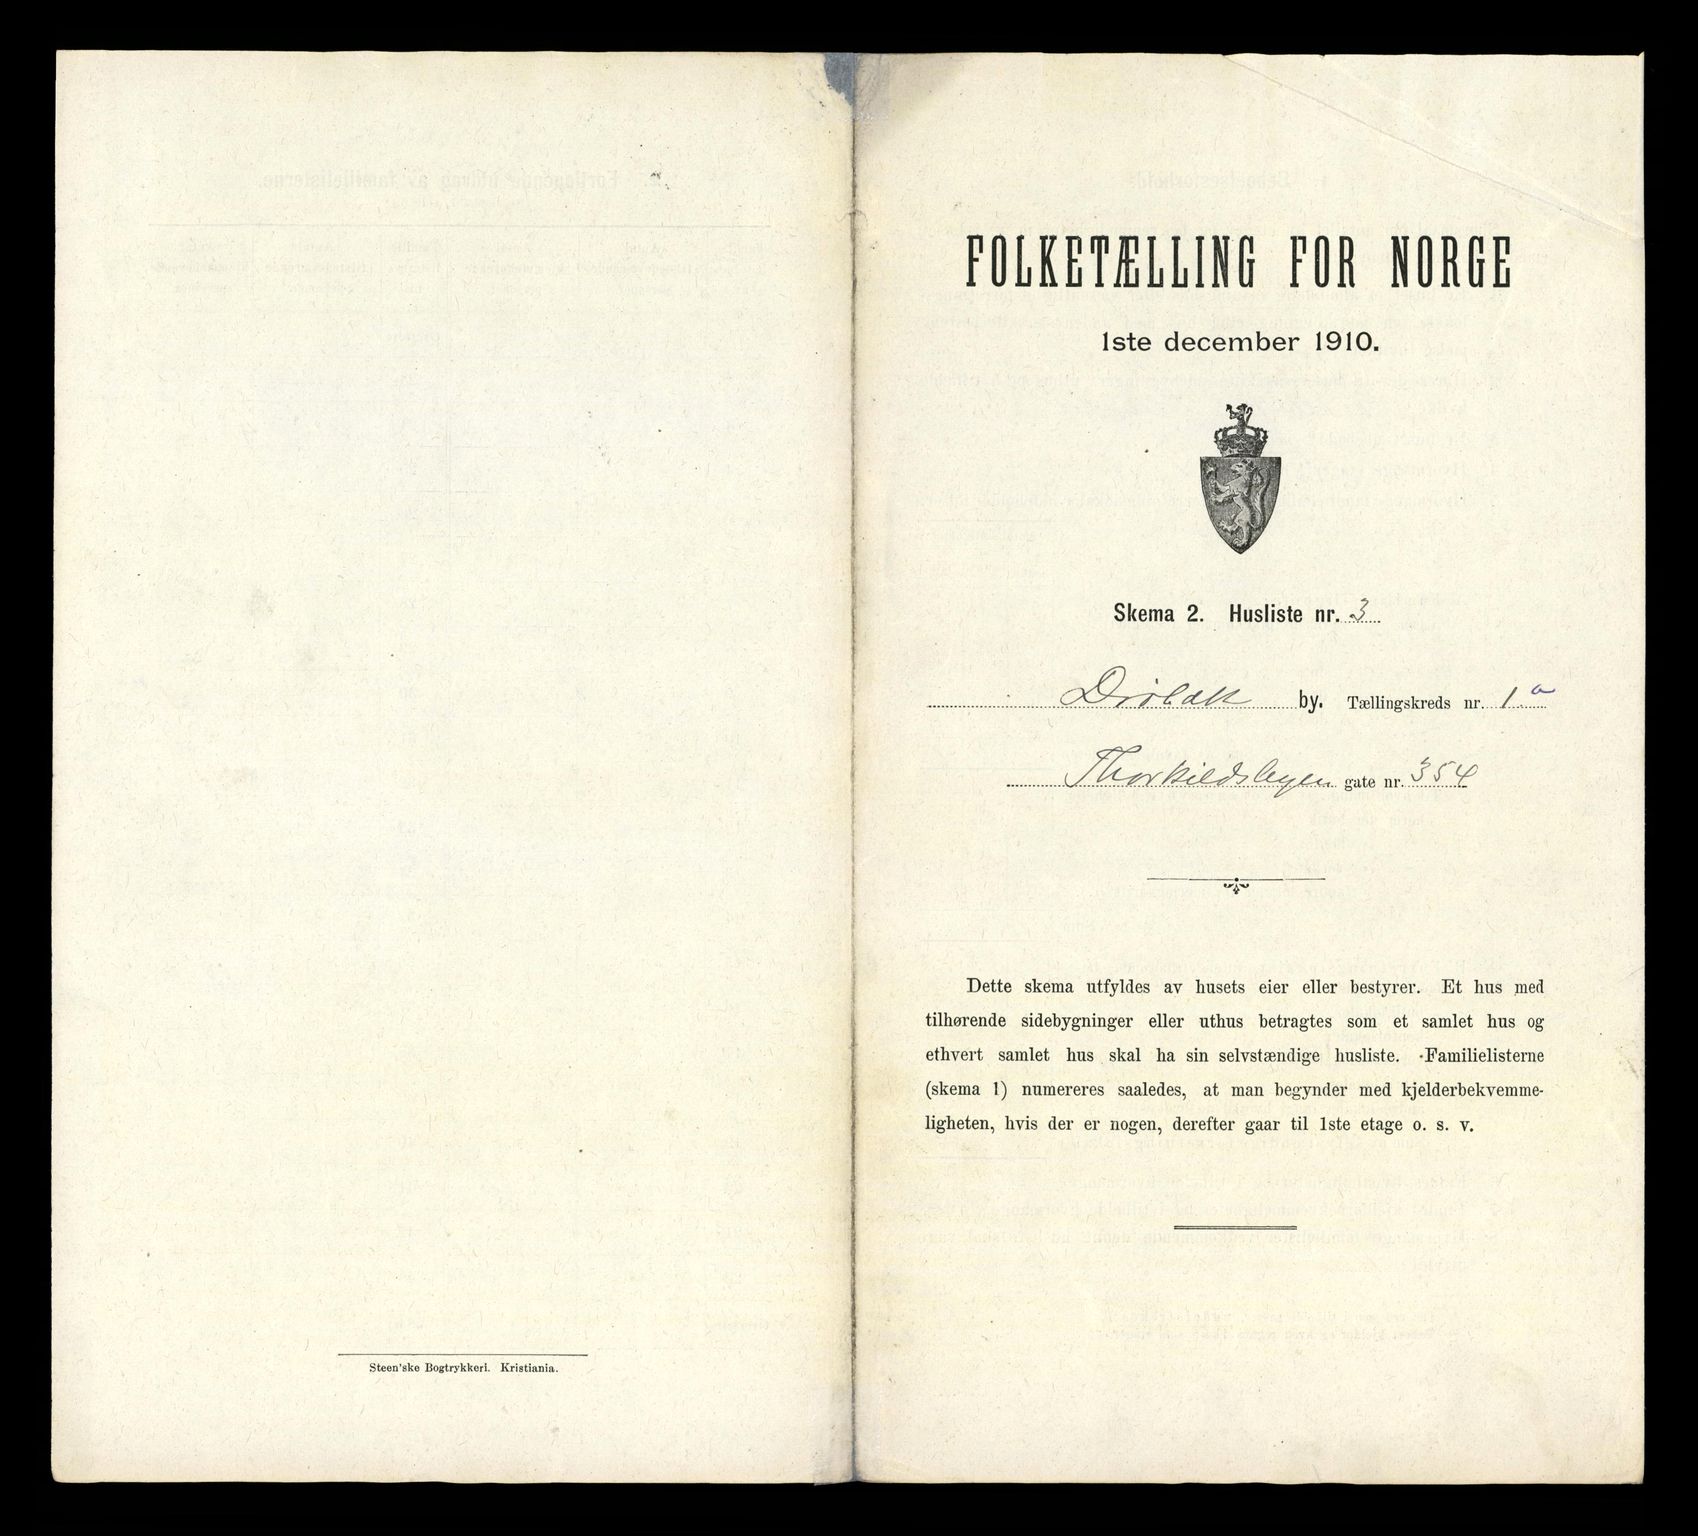 FOLKETÆLLING FOR NORGE
1ste december 1910.
Skema 2. Husliste nr. 3
Drøbak by. Tællingskreds nr. 1 a
Thorkildsbyen gate nr. 354
Dette skema utfyldes av husets eier eller bestyrer. Et hus med
tilhørende sidebygninger eller uthus betragtes som et samlet hus og
ethvert samlet hus skal ha sin selvstændige husliste. Familielisterne
(skema 1) numereres saaledes, at man begynder med kjelderbekvemme-
ligheten, hvis der er nogen, derefter gaar til 1ste etage o. s. v.
Steen'ske Bogtrykkeri. Kristiania.